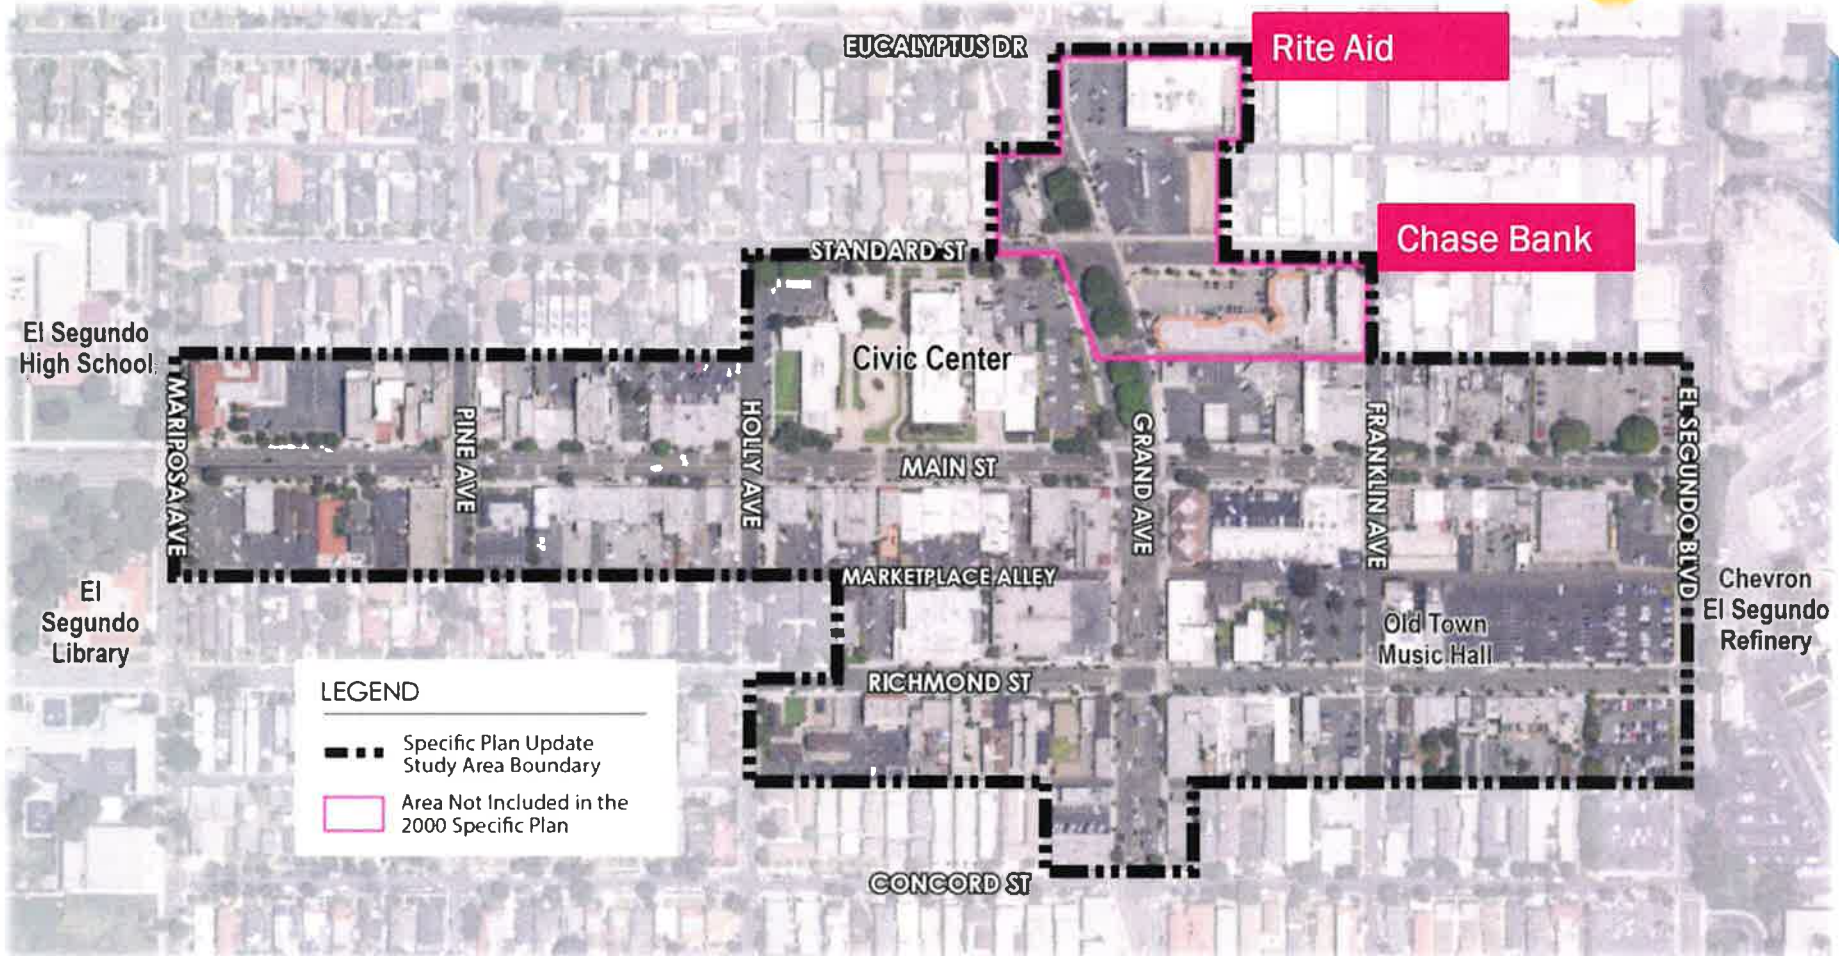 EUCALYPTUS DR
Rite Aid
Chase Bank
STANDARD ST
El Segundo
High School
Civic Center
MARIPOSA AVE
PINE AVE
HOLLY AVE
GRAND AVE
FRANKLIN AVE
EL SEGUNDO BLVD
MAIN ST
MARKETPLACE ALLEY
El
Segundo
Library
Chevron
El Segundo
Refinery
Old Town
Music Hall
RICHMOND ST
LEGEND
Specific Plan Update
Study Area Boundary
Area Not Included in the
2000 Specific Plan
CONCORD ST